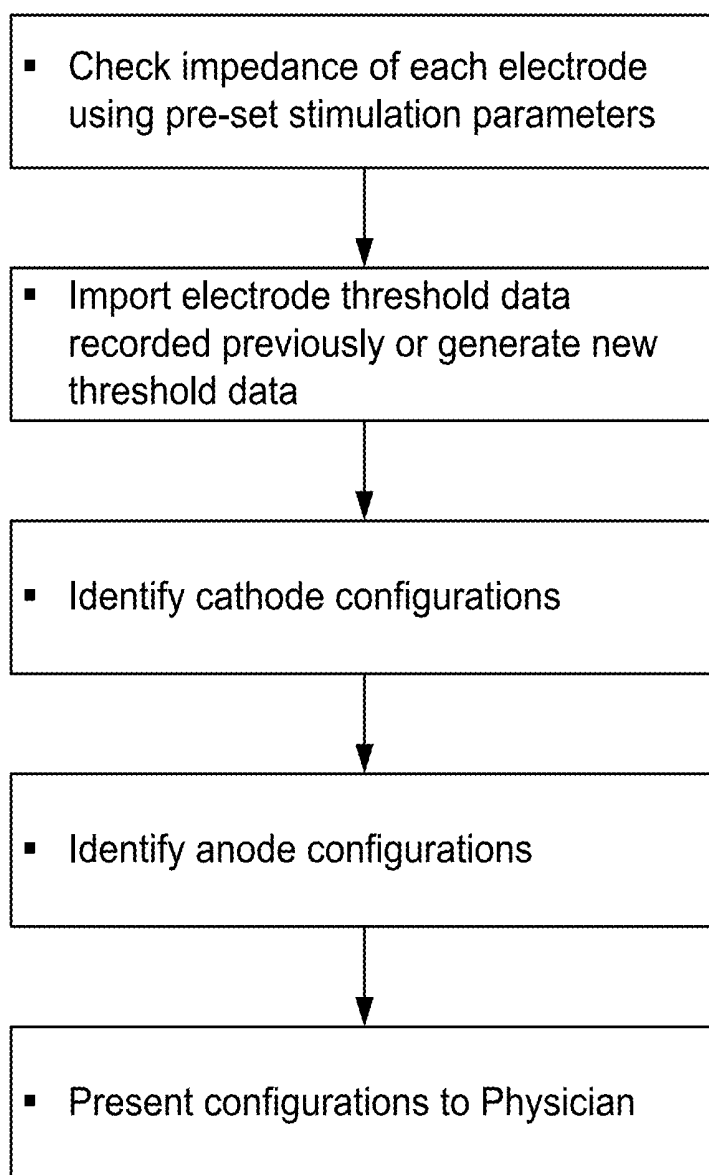 ▪ Check impedance of each electrode
using pre-set stimulation parameters
▪ Import electrode threshold data
recorded previously or generate new
threshold data
▪ Identify cathode configurations
▪ Identify anode configurations
▪ Present configurations to Physician